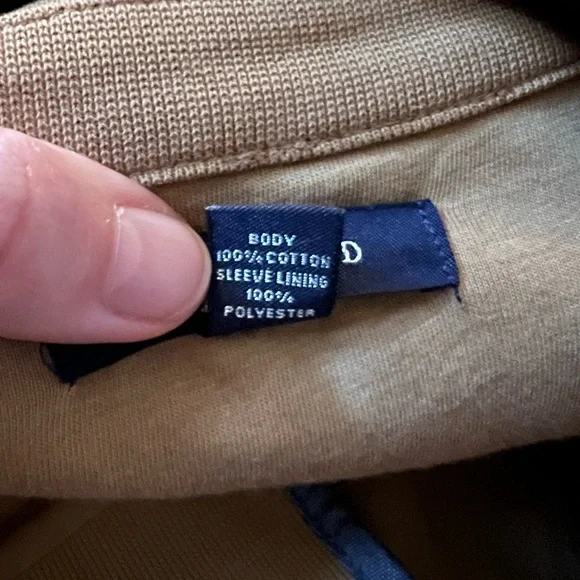 BODY
100% COTTON
SLEEVE LINING
100%
POLYESTER
D